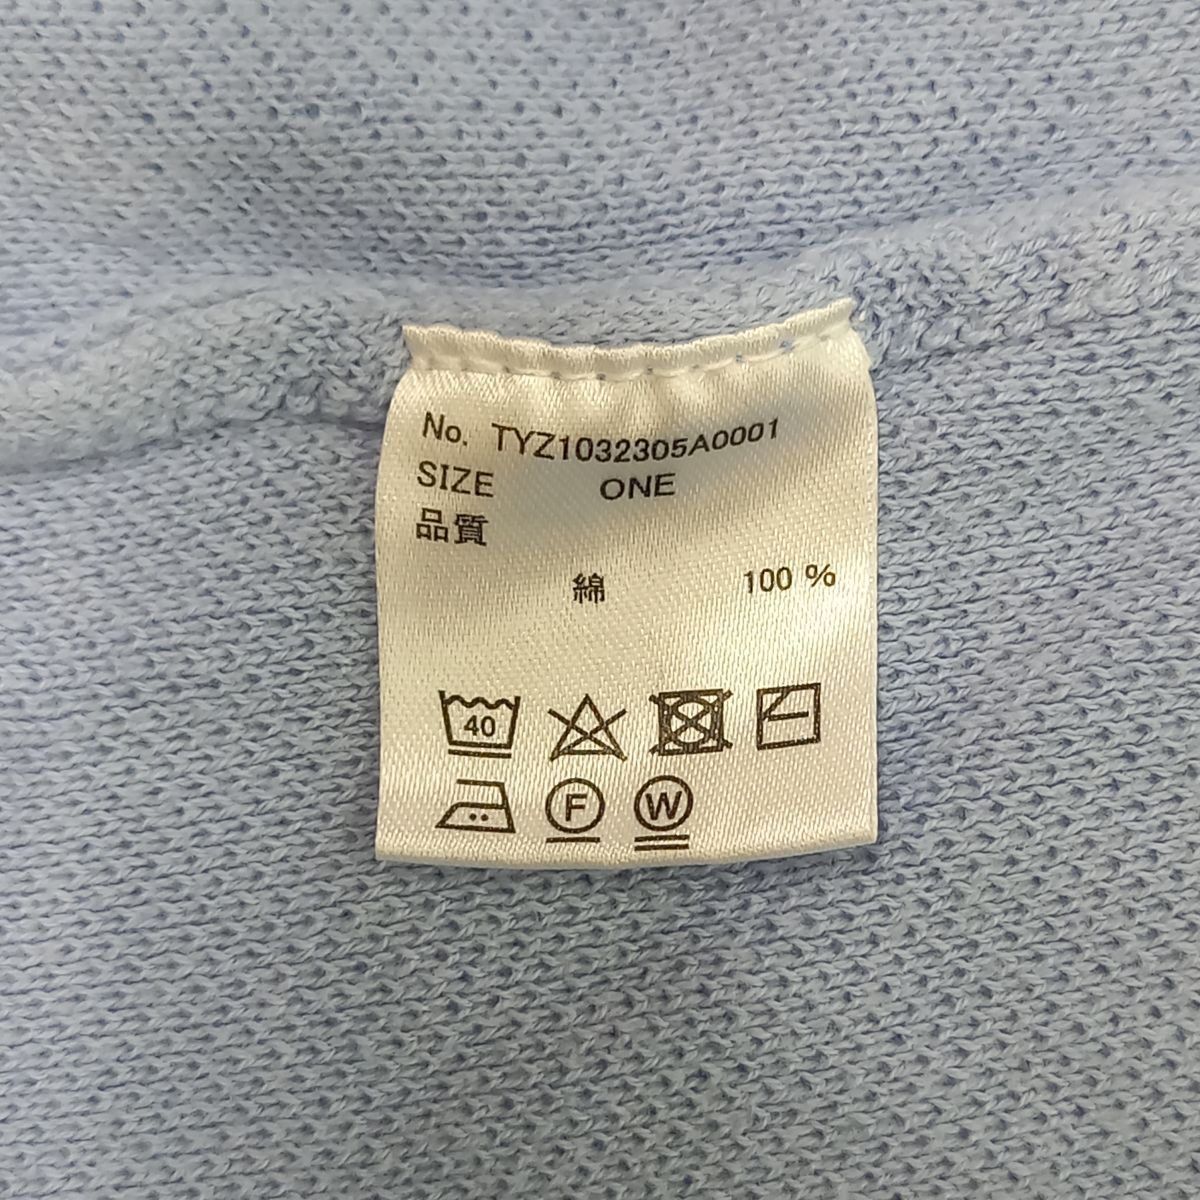 No. TYZ1032305A0001
SIZE ONE
品質
綿 100 %
40
F W